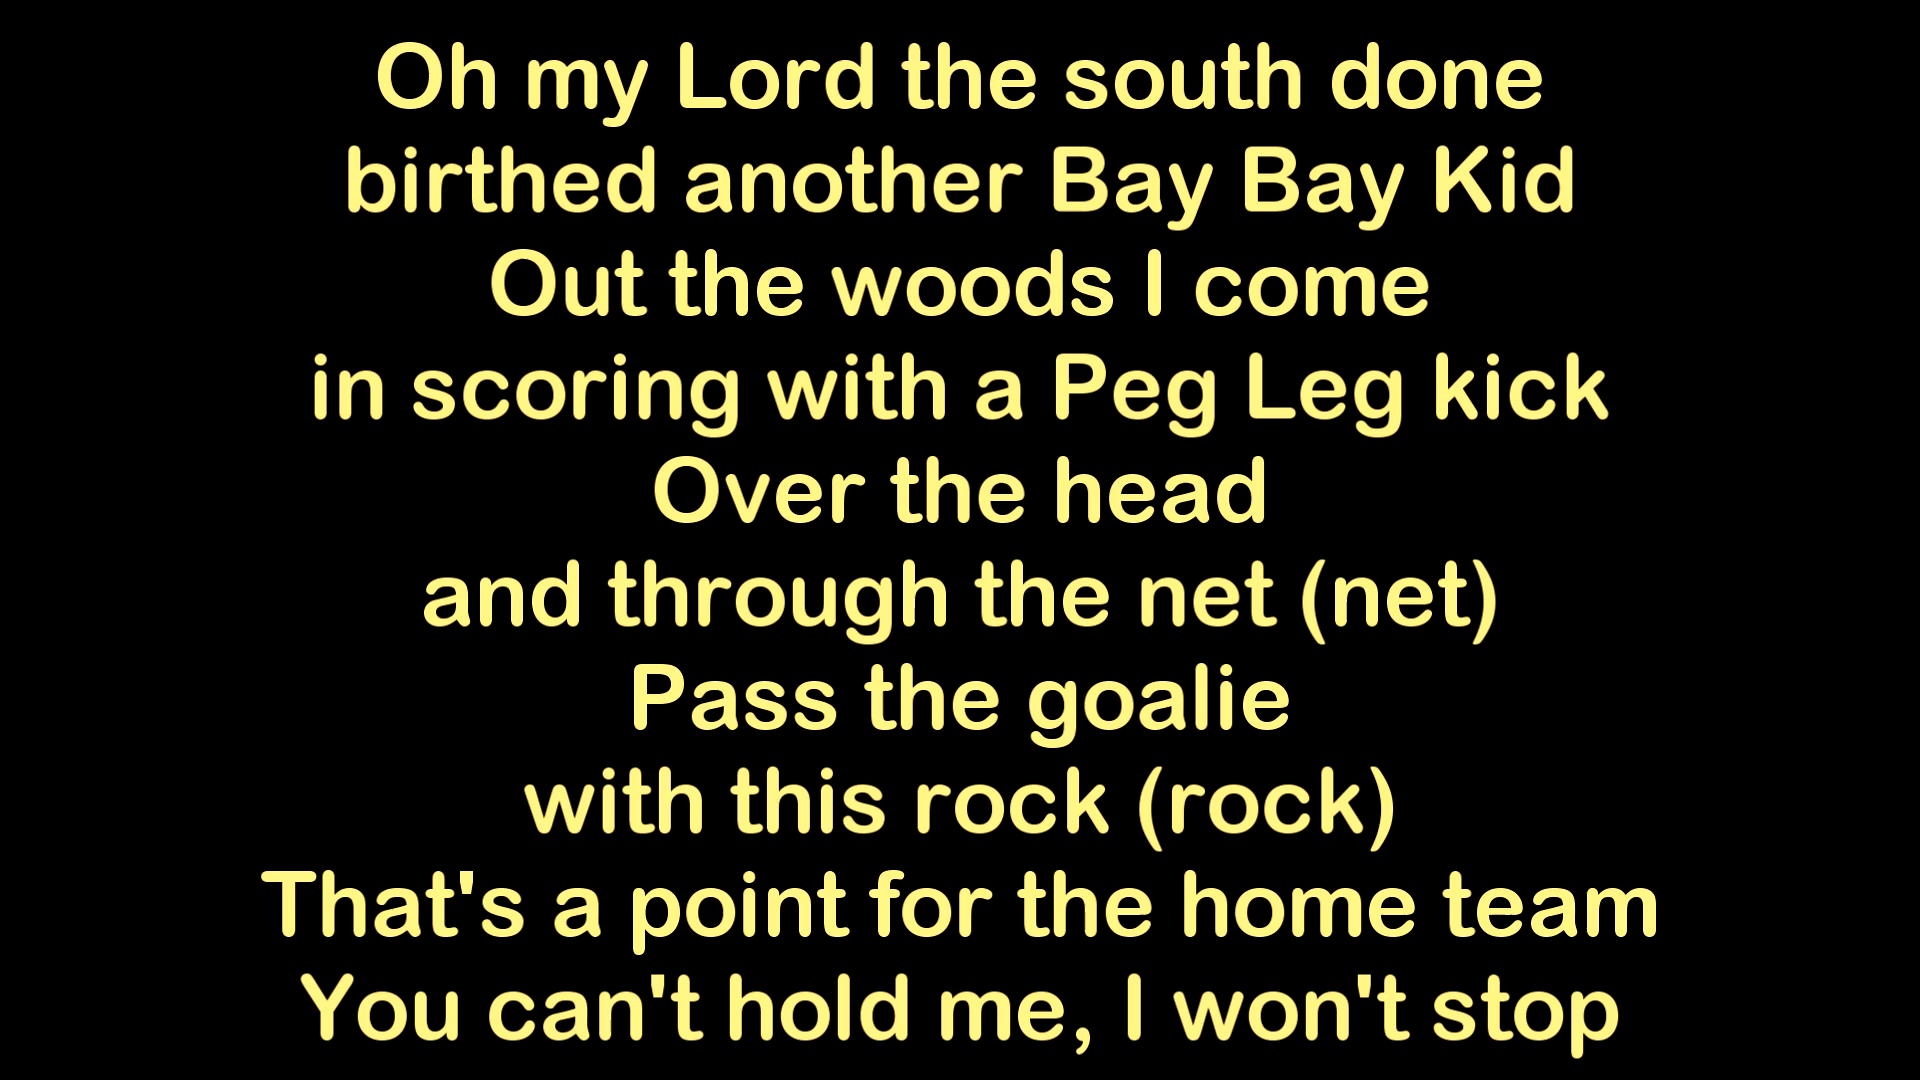 Oh my Lord the south done
birthed another Bay Bay Kid
Out the woods I come
in scoring with a Peg Leg kick
Over the head
and through the net (net)
Pass the goalie
with this rock (rock)
That's a point for the home team
You can't hold me, I won't stop